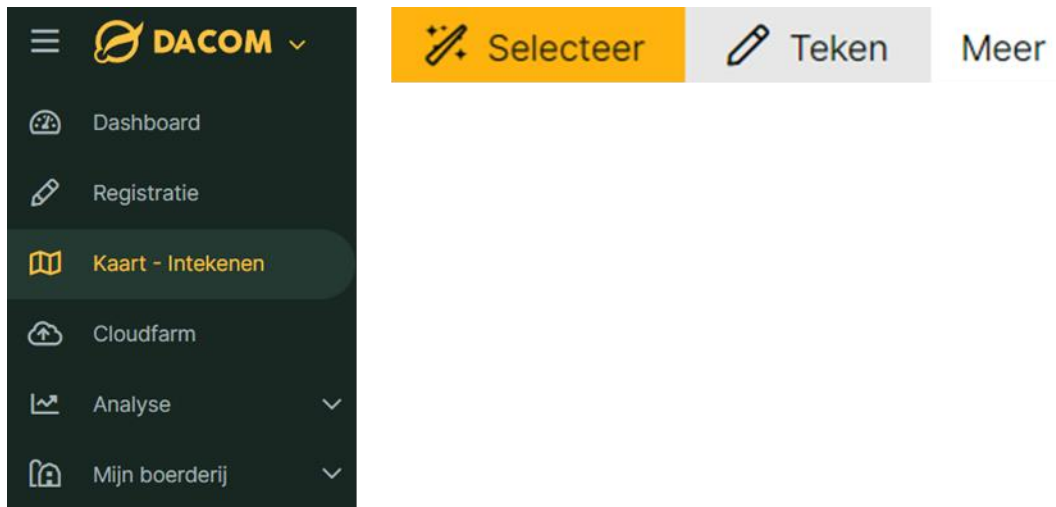 DACOM
Dashboard
Registratie
Kaart - Intekenen
Cloudfarm
Analyse
Mijn boerderij
Selecteer
Teken
Meer